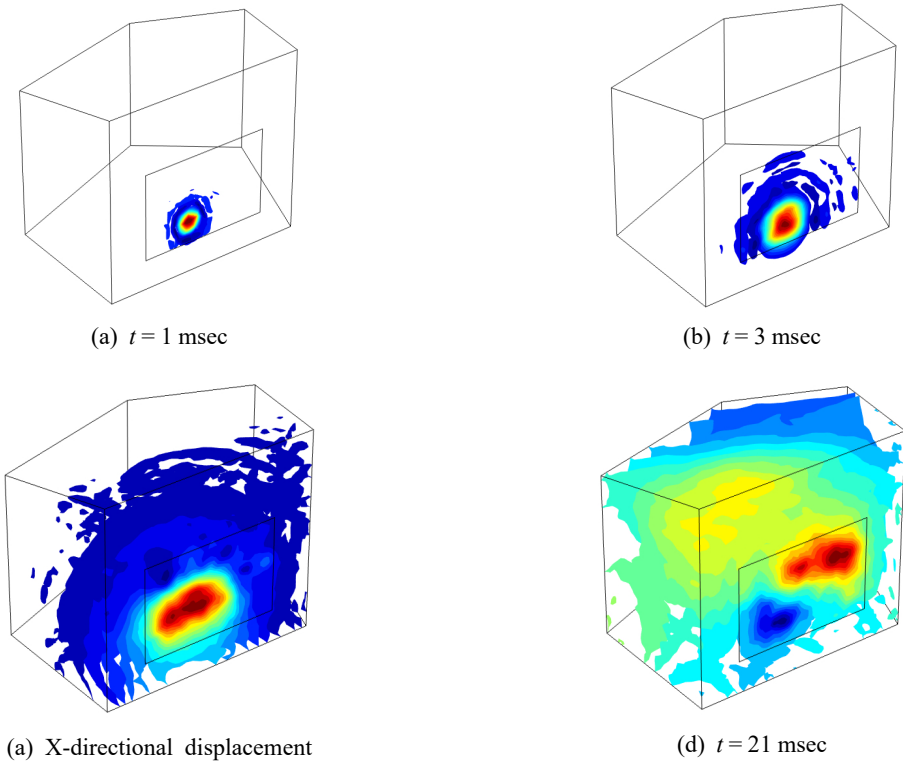 (a) t = 1 msec
(b) t = 3 msec
(a) X-directional displacement
(d) t = 21 msec